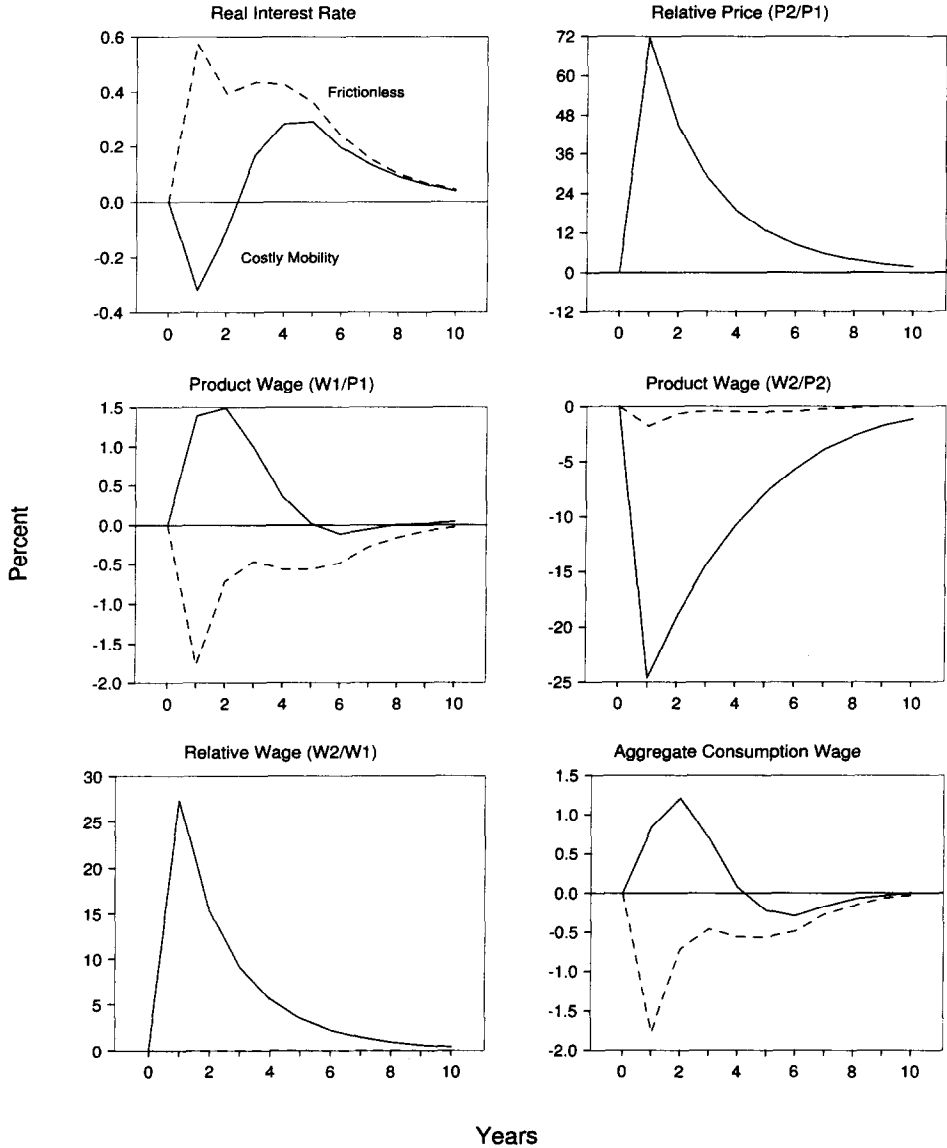 Real Interest Rate
0.6
0.4
0.2
0.0
-0.2
-0.4
Frictionless
Costly Mobility
0 2 4 6 8 10
Relative Price (P2/P1)
72
60
48
36
24
12
0
-12
0 2 4 6 8 10
Percent
Product Wage (W1/P1)
1.5
1.0
0.5
0.0
-0.5
-1.0
-1.5
-2.0
0 2 4 6 8 10
Product Wage (W2/P2)
0
-5
-10
-15
-20
-25
0 2 4 6 8 10
Relative Wage (W2/W1)
30
25
20
15
10
5
0
0 2 4 6 8 10
Aggregate Consumption Wage
1.5
1.0
0.5
0.0
-0.5
-1.0
-1.5
-2.0
0 2 4 6 8 10
Years